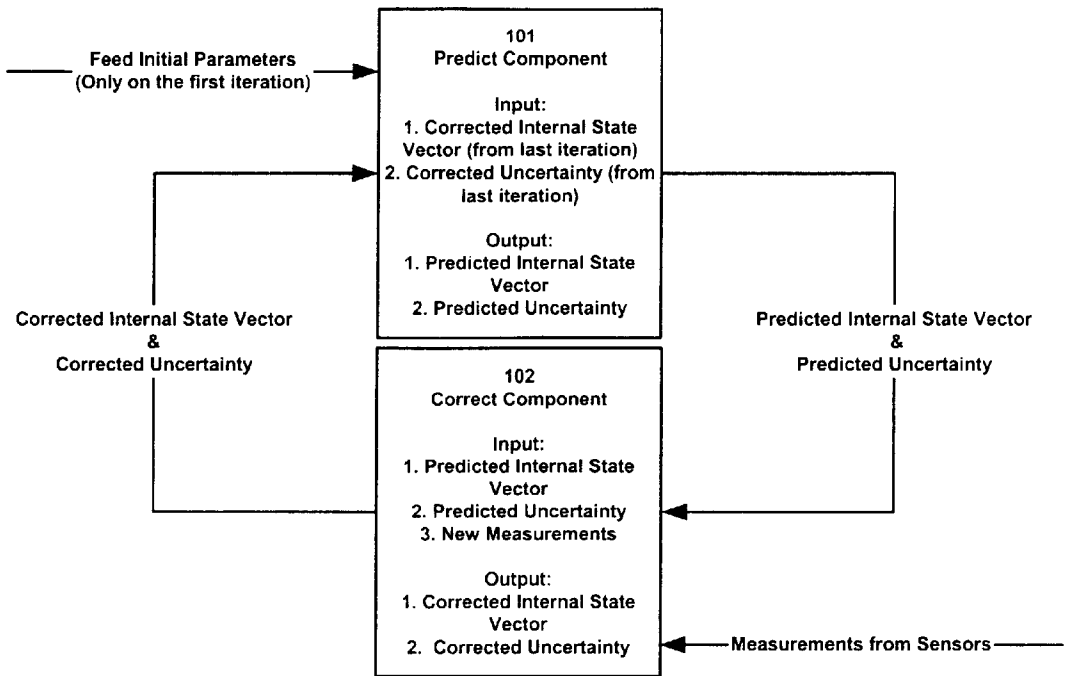 Feed Initial Parameters
(Only on the first iteration)
101
Predict Component
Input:
1. Corrected Internal State
Vector (from last iteration)
2. Corrected Uncertainty (from
last iteration)
Output:
1. Predicted Internal State
Vector
2. Predicted Uncertainty
Corrected Internal State Vector
&
Corrected Uncertainty
Predicted Internal State Vector
&
Predicted Uncertainty
102
Correct Component
Input:
1. Predicted Internal State
Vector
2. Predicted Uncertainty
3. New Measurements
Output:
1. Corrected Internal State
Vector
2. Corrected Uncertainty
Measurements from Sensors